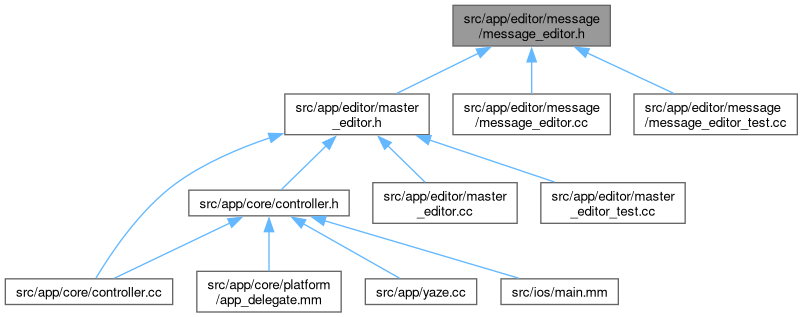 src/app/editor/message
/message_editor.h
src/app/editor/master
_editor.h
src/app/editor/message
/message_editor.cc
src/app/editor/message
/message_editor_test.cc
src/app/core/controller.h
src/app/editor/master
_editor.cc
src/app/editor/master
_editor_test.cc
src/app/core/controller.cc
src/app/core/platform
/app_delegate.mm
src/app/yaze.cc
src/ios/main.mm